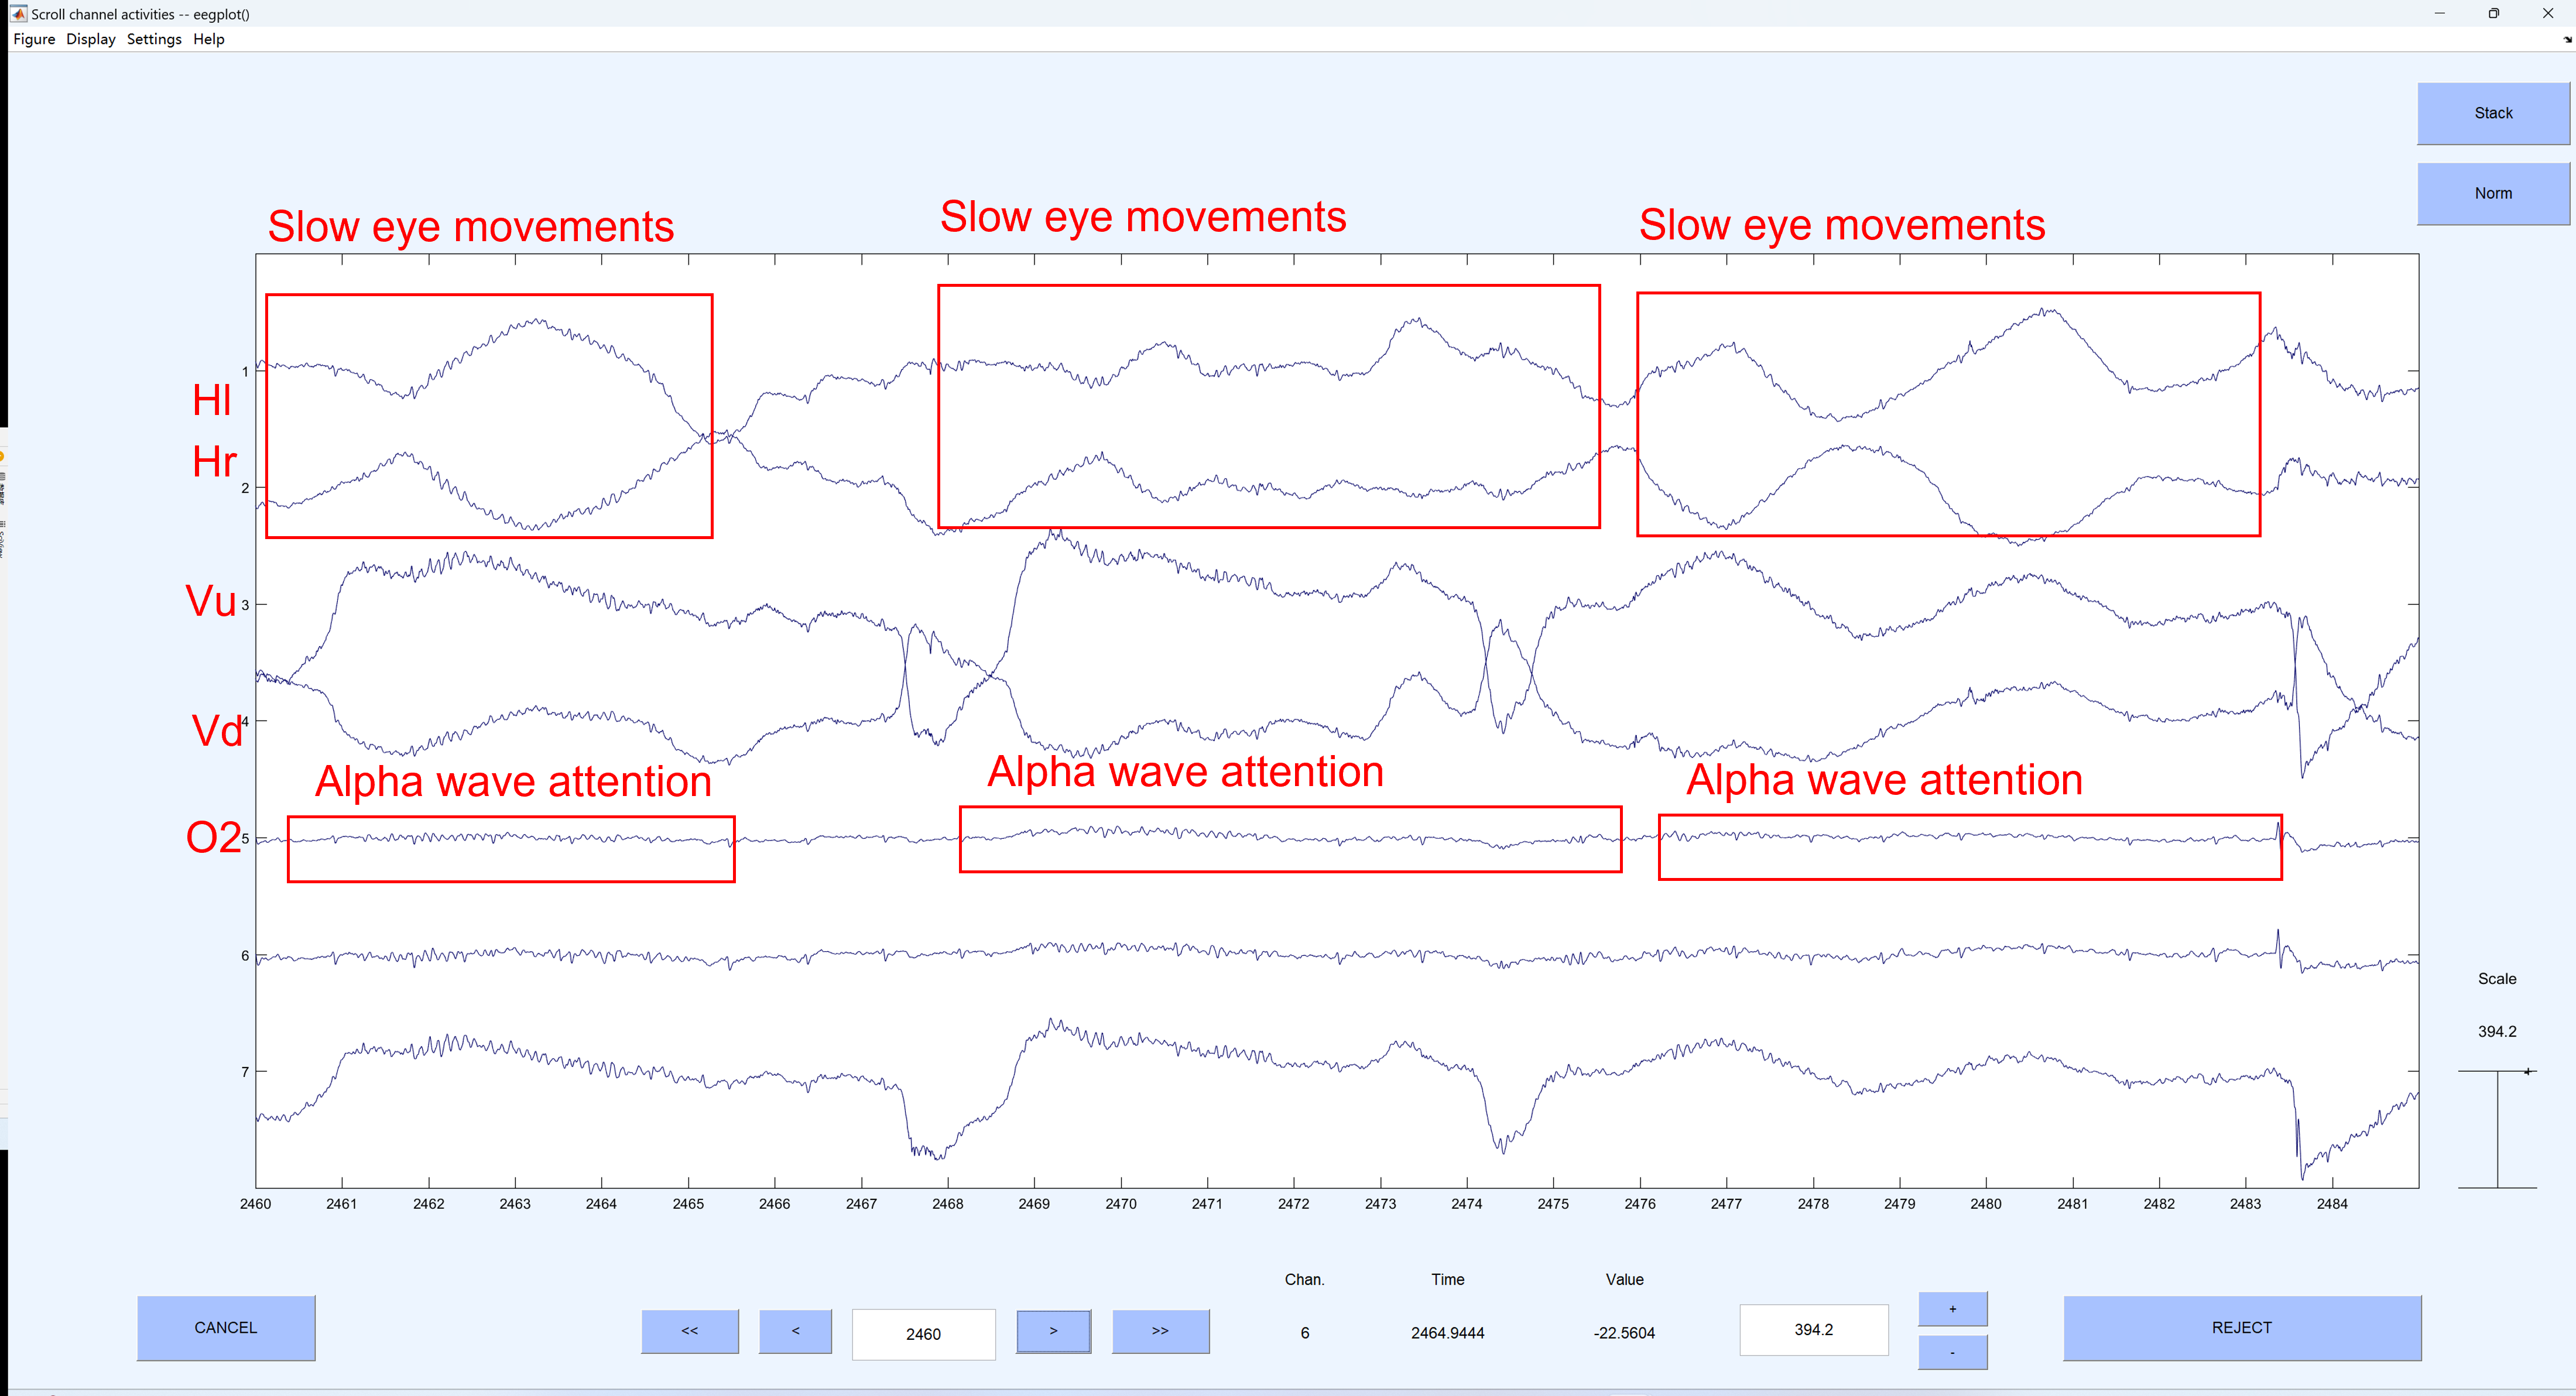 Scroll channel activities -- eegplot()
Figure Display Settings Help
Stack
Norm
Slow eye movements
Slow eye movements
Slow eye movements
1
Hl
Hr
2
Vu
3
Vd
4
Alpha wave attention
Alpha wave attention
Alpha wave attention
O2
5
6
7
Scale
394.2
+
2460 2461 2462 2463 2464 2465 2466 2467 2468 2469 2470 2471 2472 2473 2474 2475 2476 2477 2478 2479 2480 2481 2482 2483 2484
Chan. Time Value
CANCEL
<< < 2460 > >>
6 2464.9444 -22.5604
394.2
+
-
REJECT